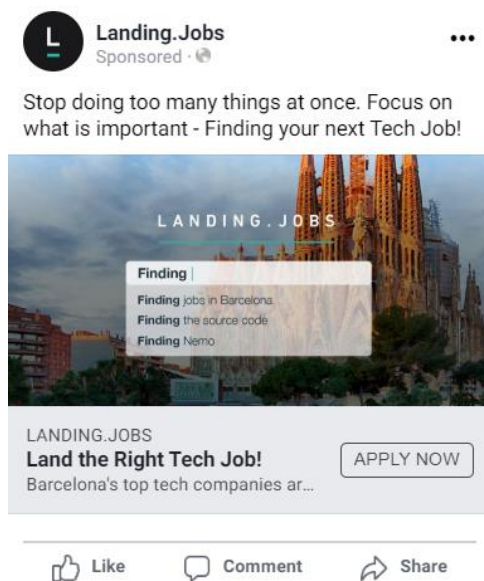 L
Landing.Jobs
Sponsored ·
Stop doing too many things at once. Focus on
what is important - Finding your next Tech Job!
LANDING.JOBS
Finding |
Finding jobs in Barcelona
Finding the source code
Finding Nemo
LANDING.JOBS
Land the Right Tech Job!
Barcelona's top tech companies ar...
APPLY NOW
Like Comment Share